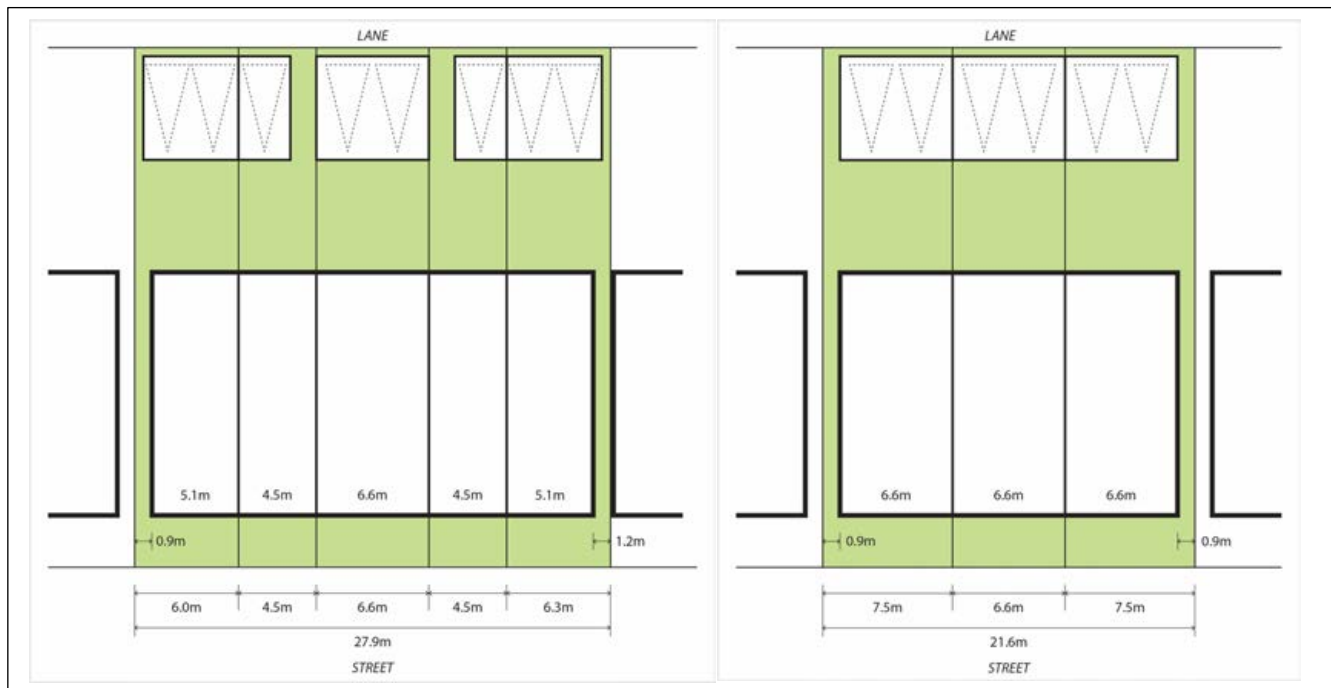 LANE
5.1m 4.5m 6.6m 4.5m 5.1m
0.9m 1.2m
6.0m 4.5m 6.6m 4.5m 6.3m
27.9m
STREET
LANE
6.6m 6.6m 6.6m
0.9m 0.9m
7.5m 6.6m 7.5m
21.6m
STREET